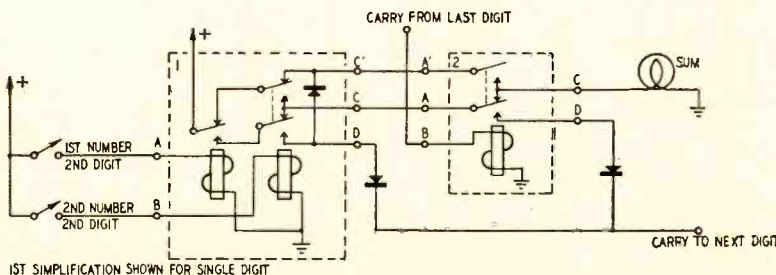 CARRY FROM LAST DIGIT
+
+
1
C'
A'
2
SUM
C
A
C
D
B
D
1ST NUMBER
2ND DIGIT
A
2ND NUMBER
2ND DIGIT
B
CARRY TO NEXT DIGIT
1ST SIMPLIFICATION SHOWN FOR SINGLE DIGIT